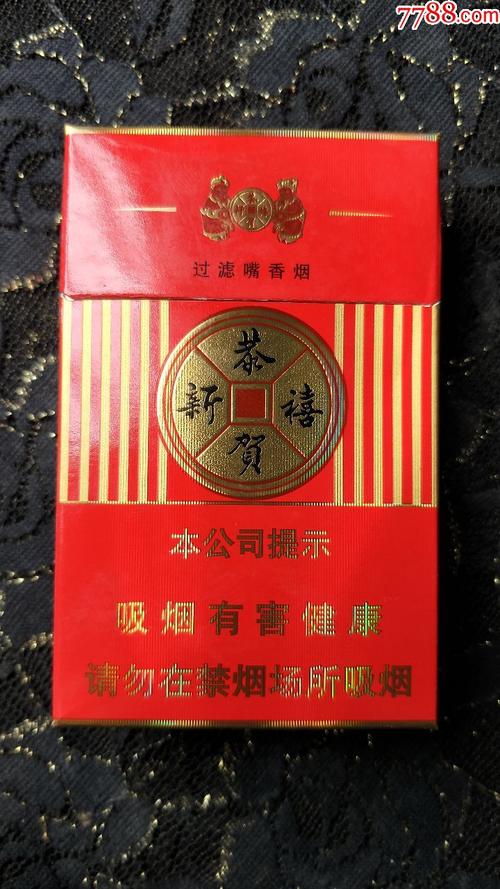 7788.com
过滤嘴香烟
恭
新 禧
贺
本公司提示
吸烟有害健康
请勿在禁烟场所吸烟